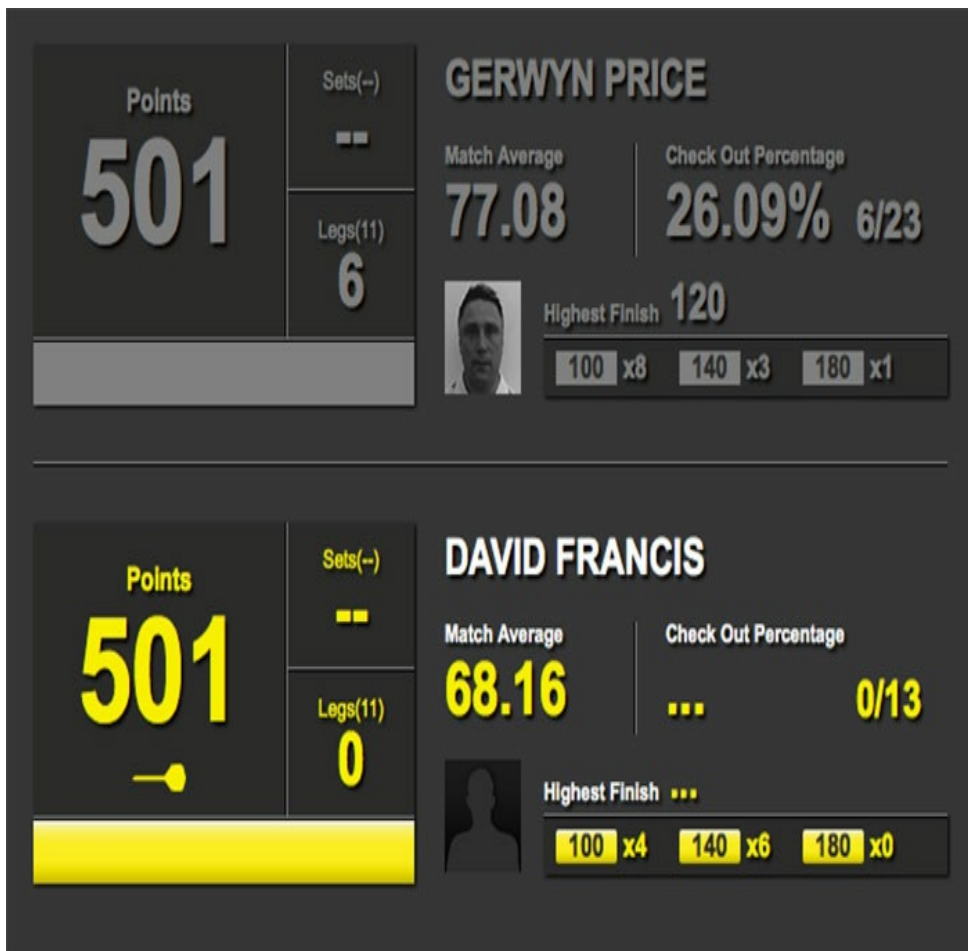 Points
501
Sets(--)
--
Legs(11)
6
GERWYN PRICE
Match Average
77.08
Check Out Percentage
26.09% 6/23
Highest Finish 120
100 x8 140 x3 180 x1
Points
501
Sets(--)
--
Legs(11)
0
DAVID FRANCIS
Match Average
68.16
Check Out Percentage
... 0/13
Highest Finish ...
100 x4 140 x6 180 x0